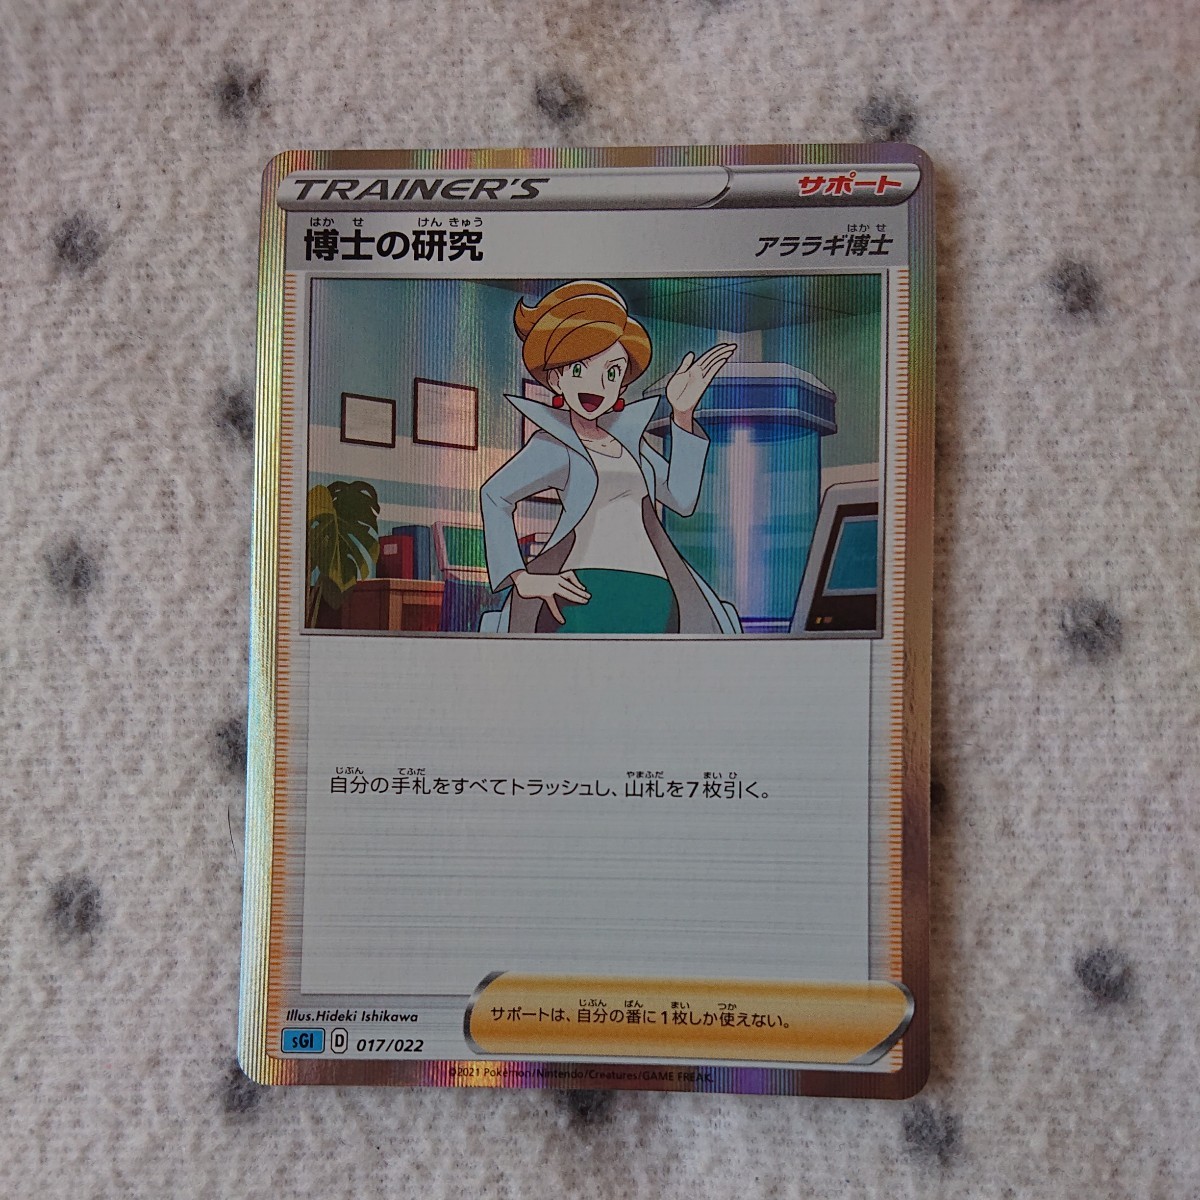 TRAINER'S サポート
はかせ けんきゅう はかせ
博士の研究 アララギ博士
じぶん てふだ やまふだ まい ひ
自分の手札をすべてトラッシュし、山札を7枚引く。
じぶん ばん まい つか
サポートは、自分の番に1枚しか使えない。
Illus.Hideki Ishikawa
sGI D 017/022
©2021 Pokémon/Nintendo/Creatures/GAME FREAK.